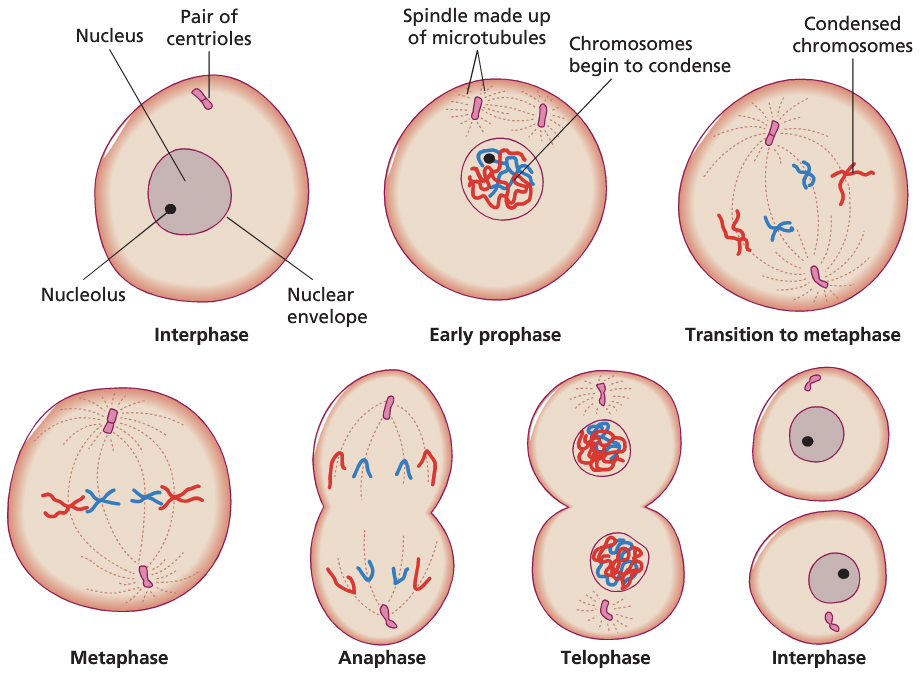 Nucleus
Pair of
centrioles
Spindle made up
of microtubules
Chromosomes
begin to condense
Condensed
chromosomes
Nucleolus
Nuclear
envelope
Interphase
Early prophase
Transition to metaphase
Metaphase
Anaphase
Telophase
Interphase